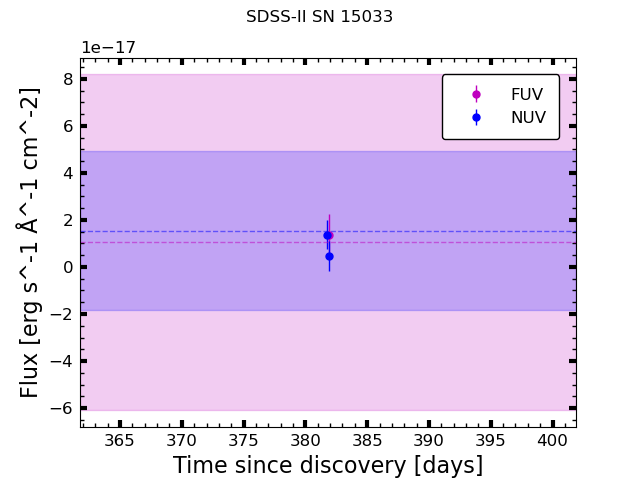 SDSS-II SN 15033
1e−17
8
6
4
2
0
−2
−4
−6
Flux [erg s^-1 Å^-1 cm^-2]
FUV
NUV
365 370 375 380 385 390 395 400
Time since discovery [days]